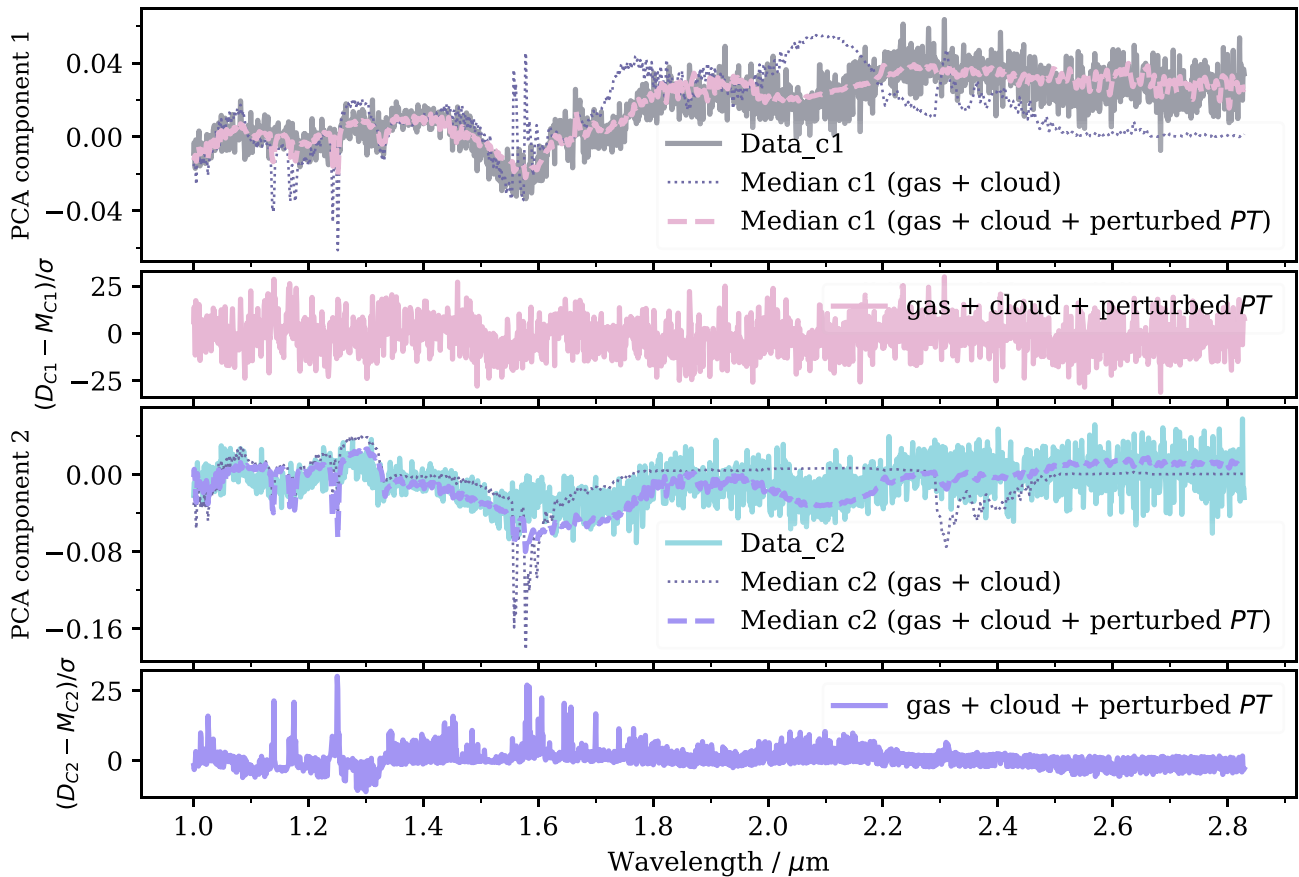 PCA component 1
0.04
0.00
−0.04
Data_c1
Median c1 (gas + cloud)
Median c1 (gas + cloud + perturbed PT)
(D_C1 − M_C1)/σ
25
0
−25
gas + cloud + perturbed PT
PCA component 2
0.00
−0.08
−0.16
Data_c2
Median c2 (gas + cloud)
Median c2 (gas + cloud + perturbed PT)
(D_C2 − M_C2)/σ
25
0
gas + cloud + perturbed PT
1.0 1.2 1.4 1.6 1.8 2.0 2.2 2.4 2.6 2.8
Wavelength / μm